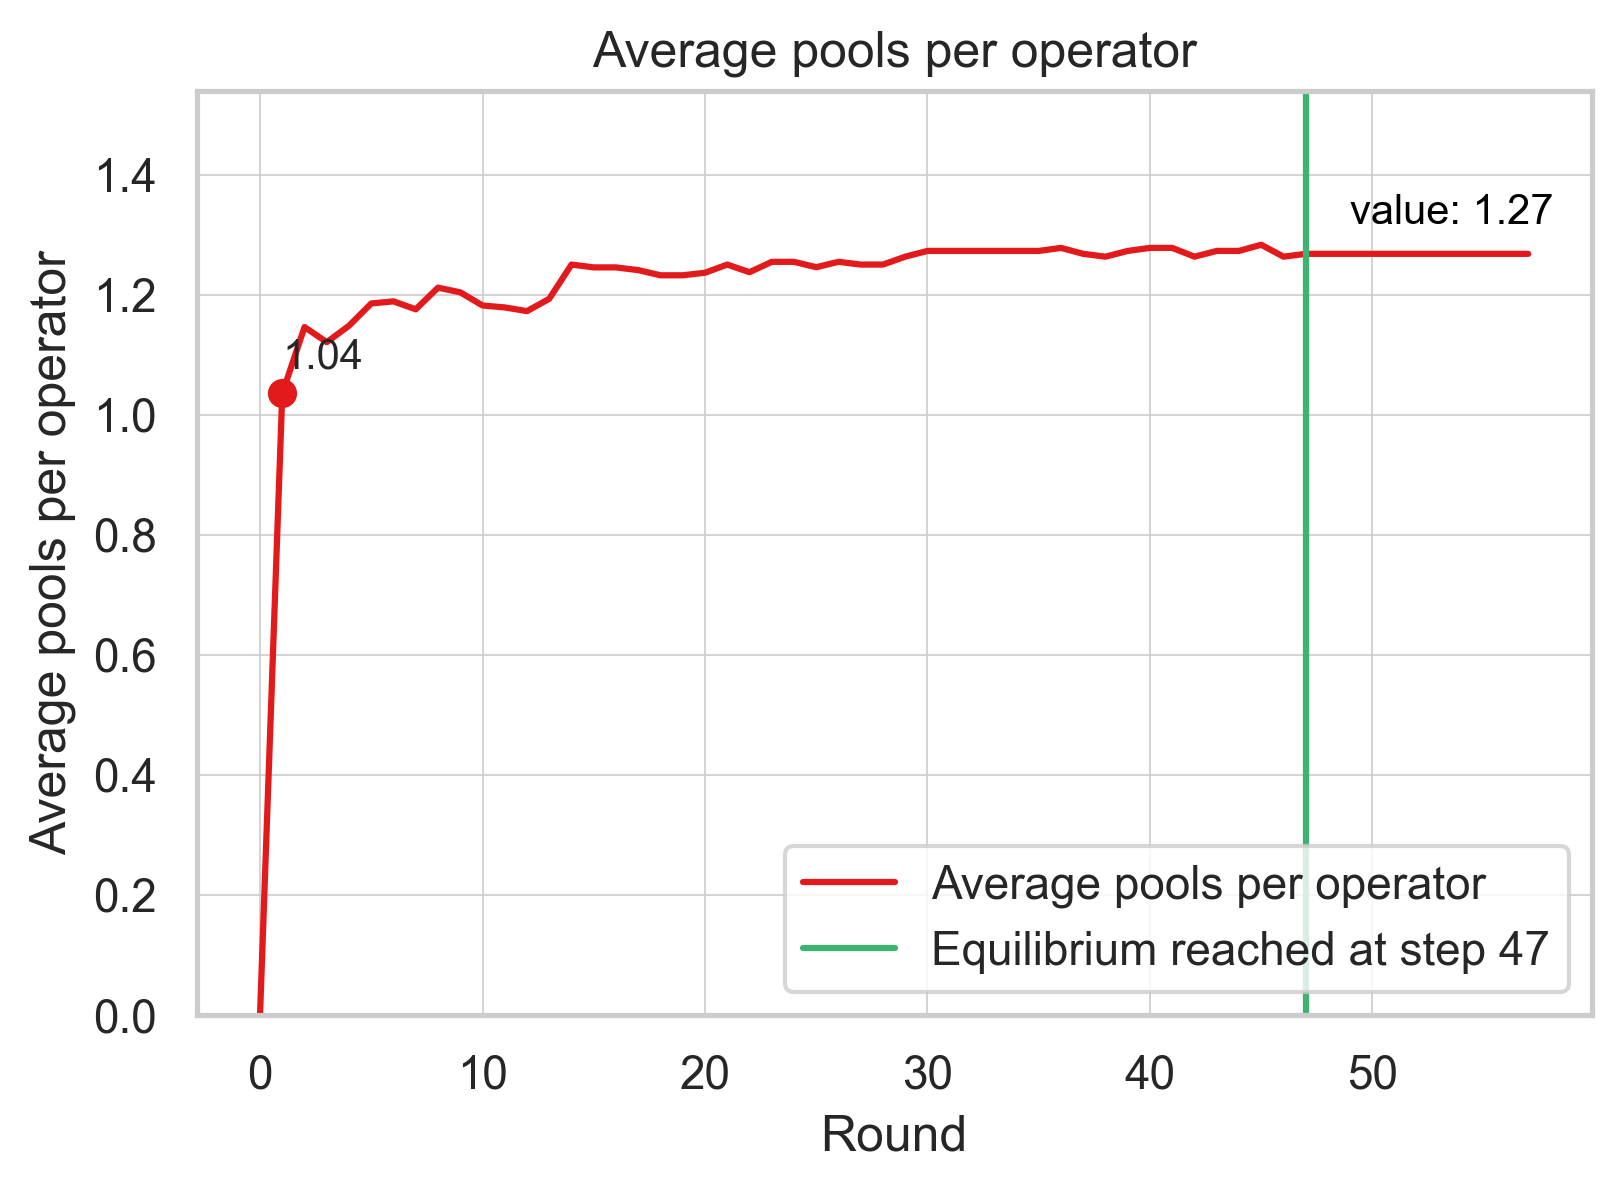 Average pools per operator
Average pools per operator
1.4
1.2
1.0
0.8
0.6
0.4
0.2
0.0
value: 1.27
1.04
Average pools per operator
Equilibrium reached at step 47
0 10 20 30 40 50
Round